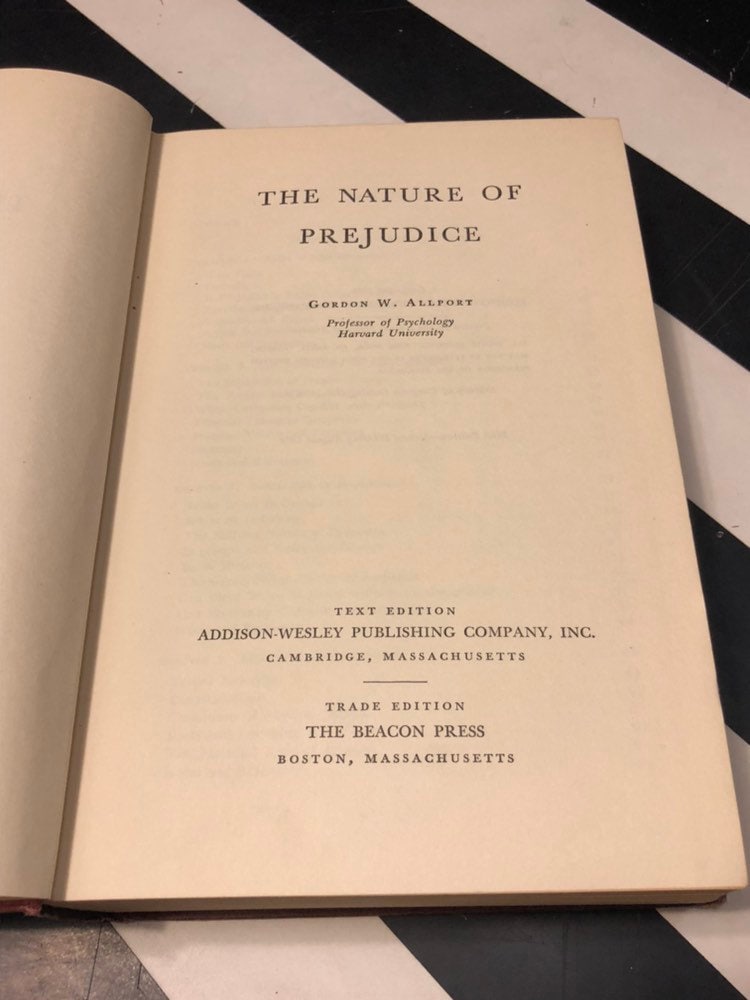 THE NATURE OF
PREJUDICE
GORDON W. ALLPORT
Professor of Psychology
Harvard University
TEXT EDITION
ADDISON-WESLEY PUBLISHING COMPANY, INC.
CAMBRIDGE, MASSACHUSETTS
TRADE EDITION
THE BEACON PRESS
BOSTON, MASSACHUSETTS